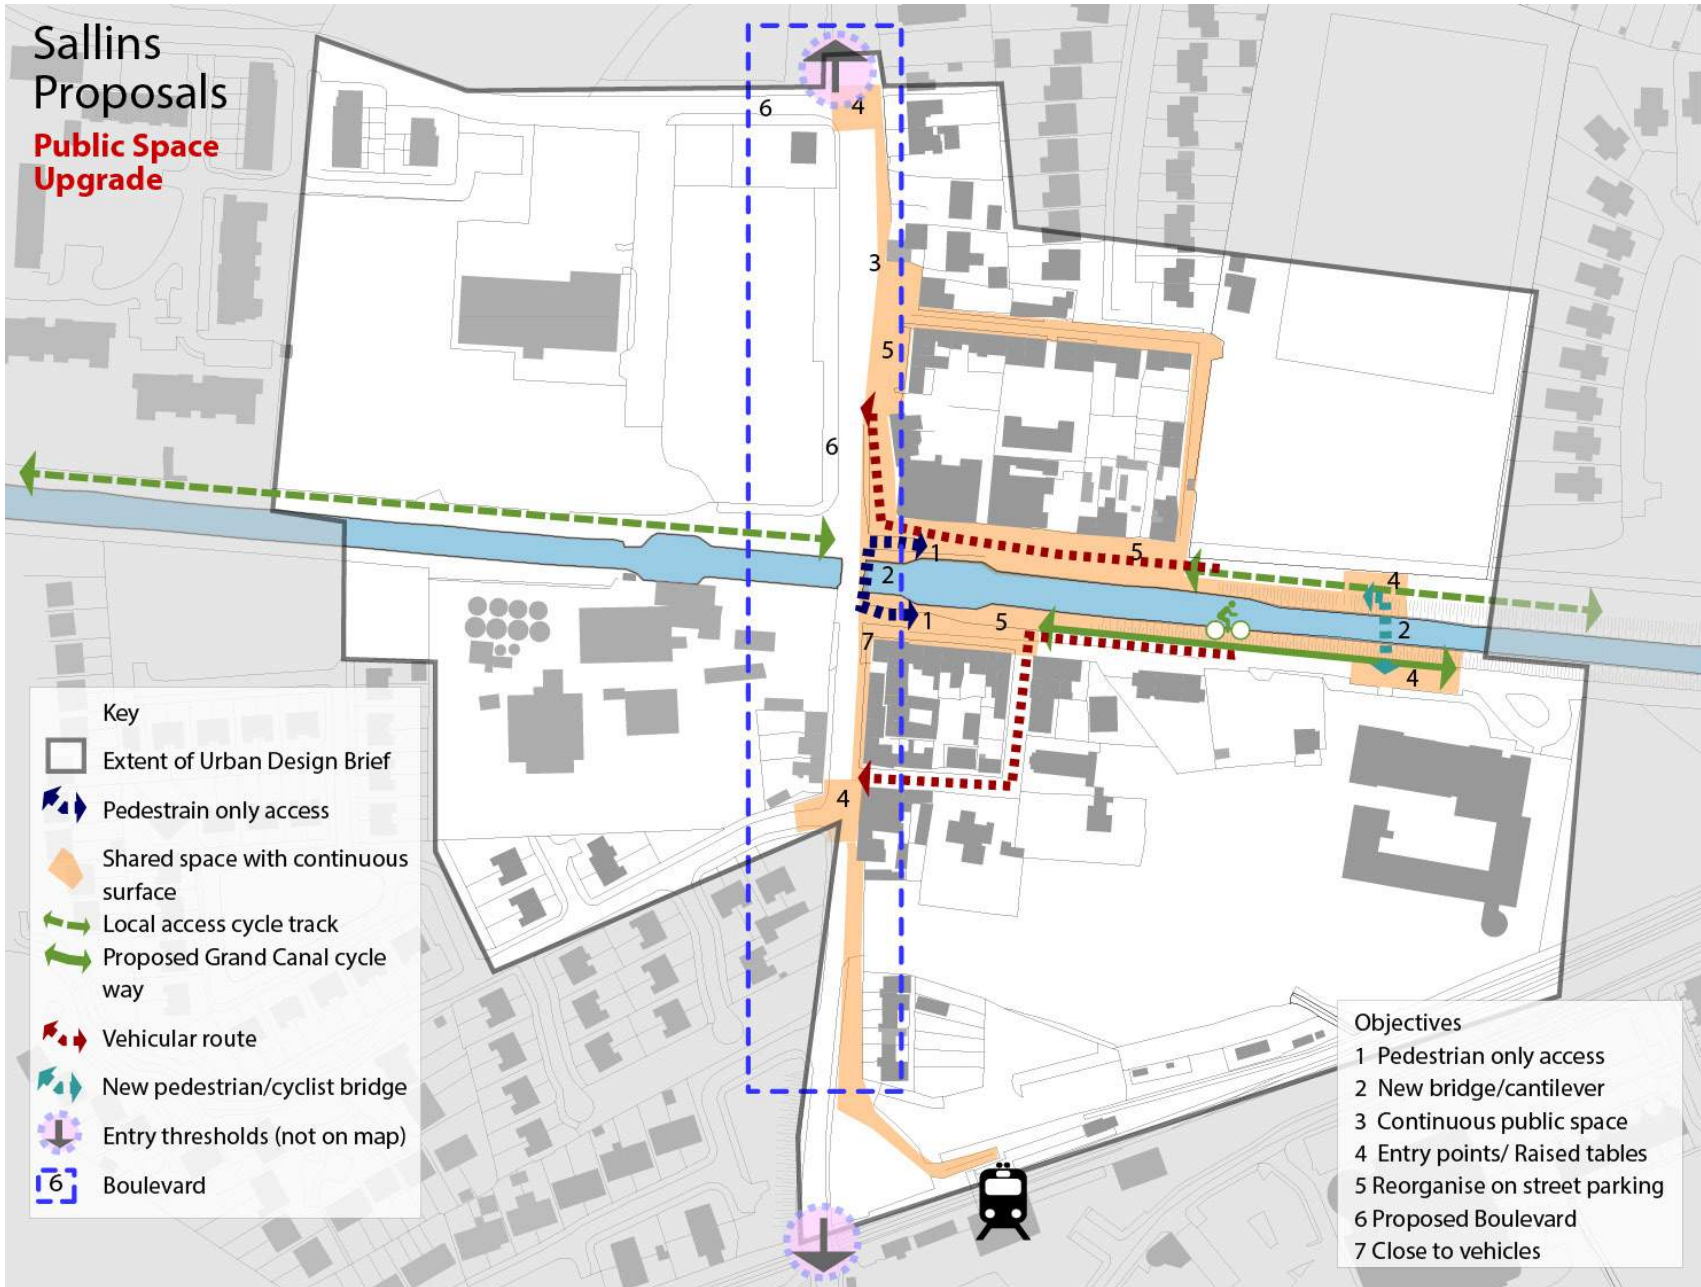 Sallins
Proposals
Public Space
Upgrade
6
4
3
5
6
1
5
2
4
1
5
2
7
4
4
Key
Extent of Urban Design Brief
Pedestrain only access
Shared space with continuous
surface
Local access cycle track
Proposed Grand Canal cycle
way
Vehicular route
New pedestrian/cyclist bridge
Entry thresholds (not on map)
6 Boulevard
Objectives
1 Pedestrian only access
2 New bridge/cantilever
3 Continuous public space
4 Entry points/ Raised tables
5 Reorganise on street parking
6 Proposed Boulevard
7 Close to vehicles